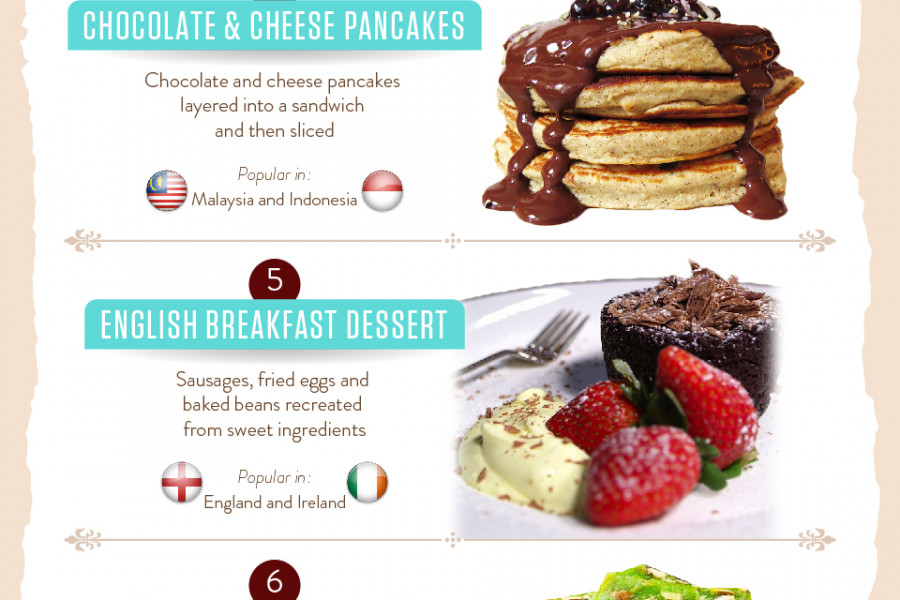 CHOCOLATE & CHEESE PANCAKES
Chocolate and cheese pancakes
layered into a sandwich
and then sliced
Popular in:
Malaysia and Indonesia
5
ENGLISH BREAKFAST DESSERT
Sausages, fried eggs and
baked beans recreated
from sweet ingredients
Popular in:
England and Ireland
6